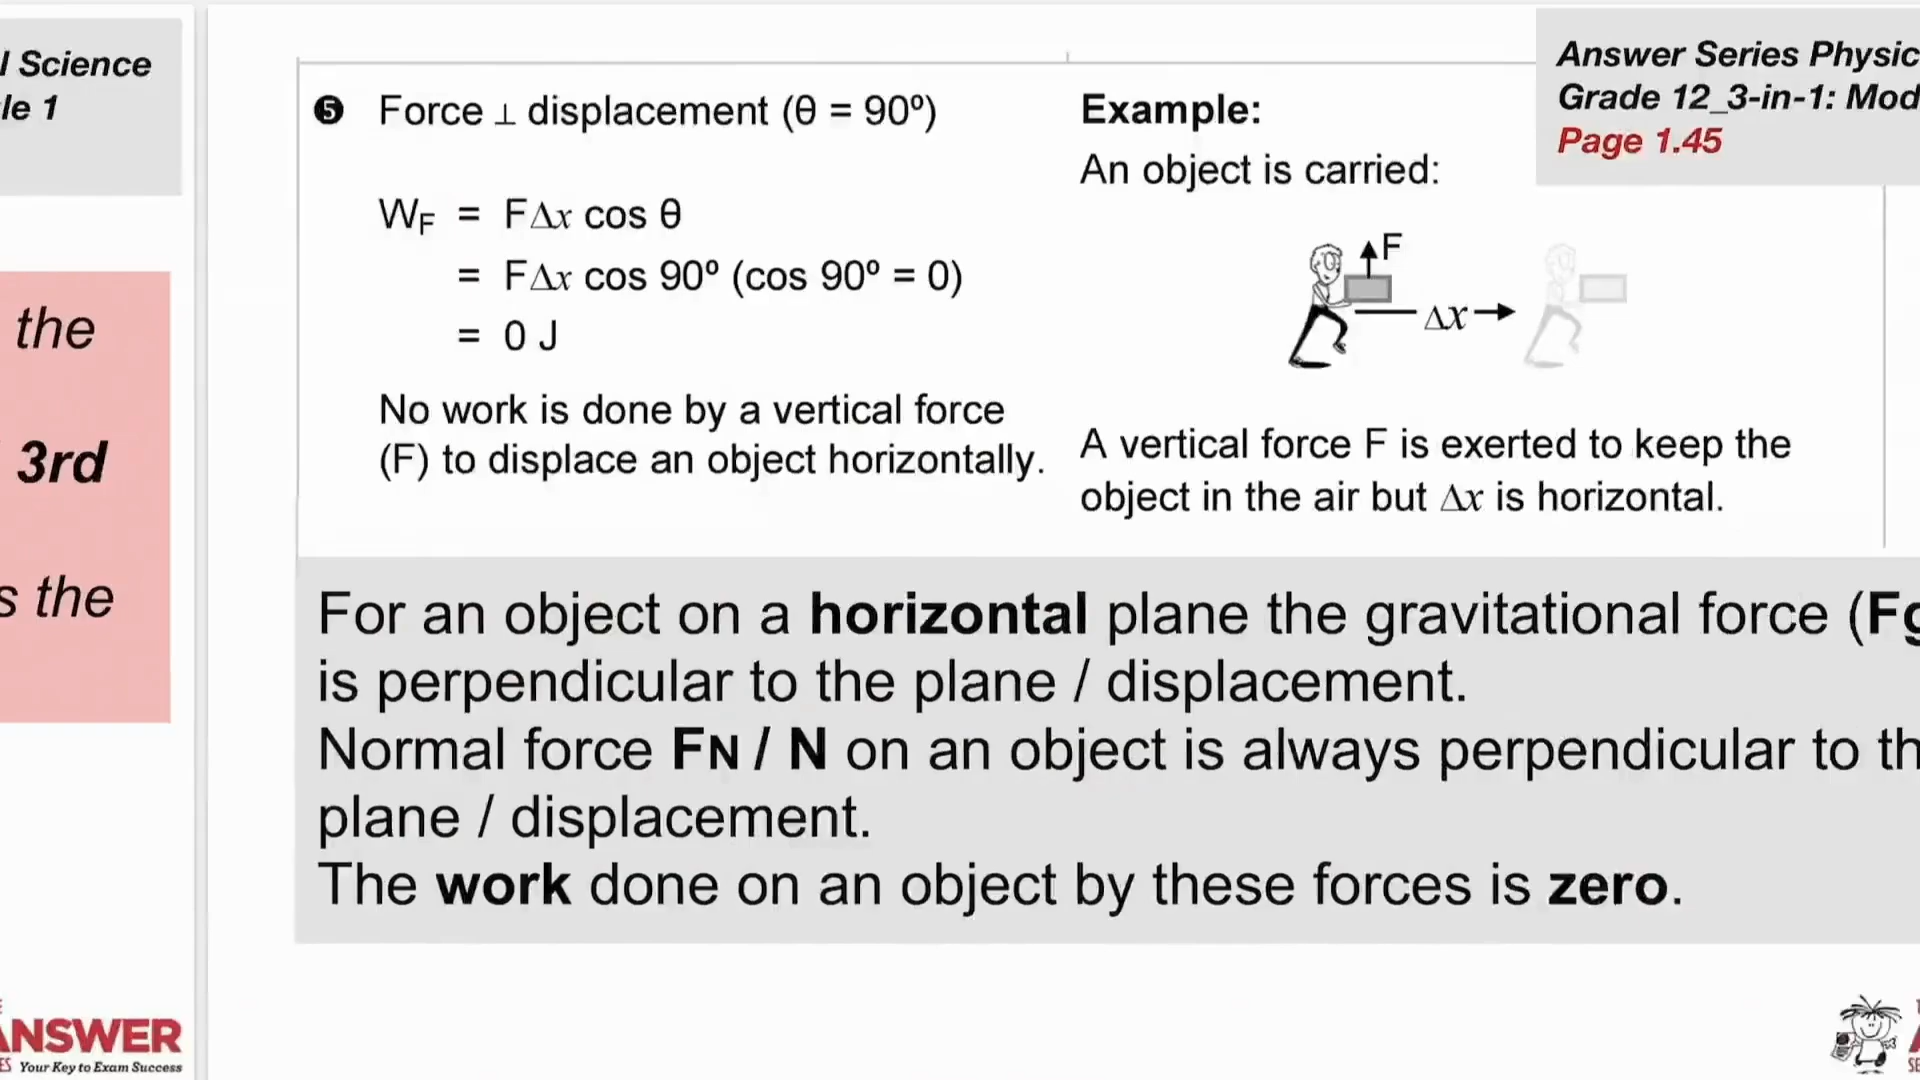 l Science
le 1
the
3rd
s the
NSWER
ES Your Key to Exam Success
Answer Series Physic
Grade 12_3-in-1: Mod
Page 1.45
❺ Force ⊥ displacement (θ = 90º)
W_F = FΔx cos θ
= FΔx cos 90º (cos 90º = 0)
= 0 J
No work is done by a vertical force
(F) to displace an object horizontally.
Example:
An object is carried:
F
Δx
A vertical force F is exerted to keep the
object in the air but Δx is horizontal.
For an object on a horizontal plane the gravitational force (Fg
is perpendicular to the plane / displacement.
Normal force FN / N on an object is always perpendicular to th
plane / displacement.
The work done on an object by these forces is zero.